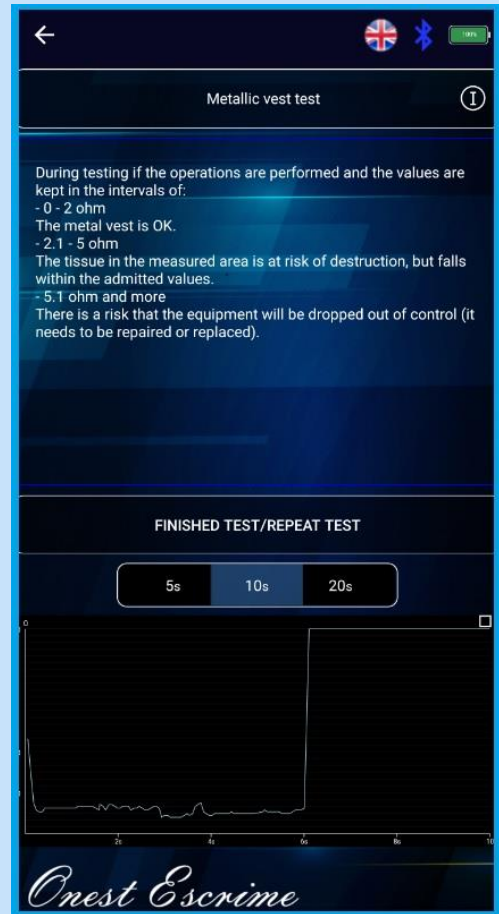 100%
Metallic vest test
I
During testing if the operations are performed and the values are
kept in the intervals of:
- 0 - 2 ohm
The metal vest is OK.
- 2.1 - 5 ohm
The tissue in the measured area is at risk of destruction, but falls
within the admitted values.
- 5.1 ohm and more
There is a risk that the equipment will be dropped out of control (it
needs to be repaired or replaced).
FINISHED TEST/REPEAT TEST
5s 10s 20s
0
2s 4s 6s 8s 10
Onest Escrime